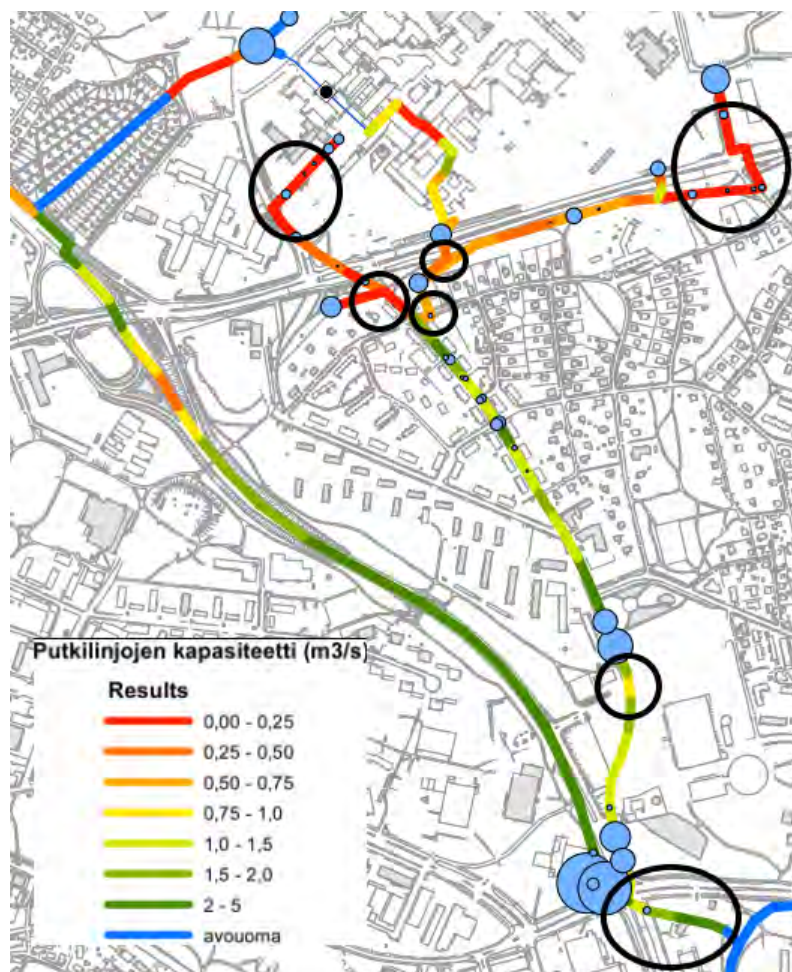 Putkilinjojen kapasiteetti (m3/s)
Results
0,00 - 0,25
0,25 - 0,50
0,50 - 0,75
0,75 - 1,0
1,0 - 1,5
1,5 - 2,0
2 - 5
avouoma